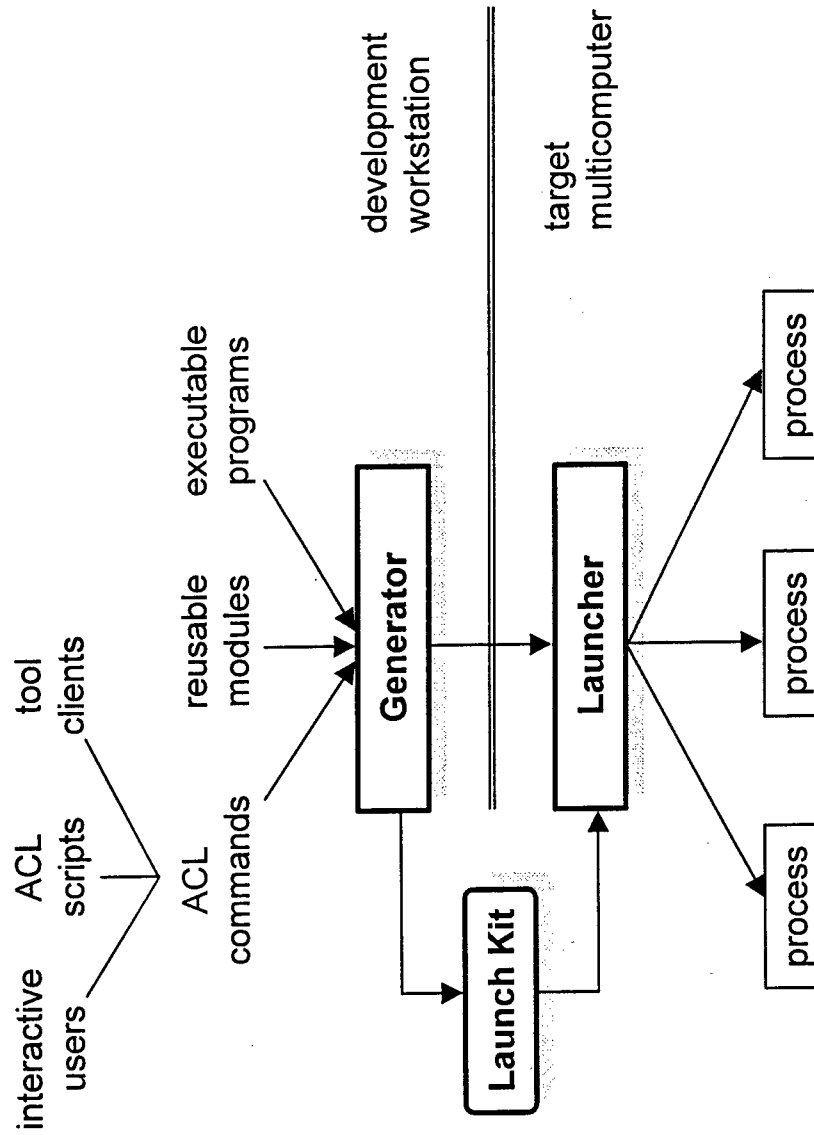 interactive
users
ACL
scripts
tool
clients
ACL
commands
reusable
modules
executable
programs
Generator
development
workstation
Launch Kit
Launcher
target
multicomputer
process
process
process